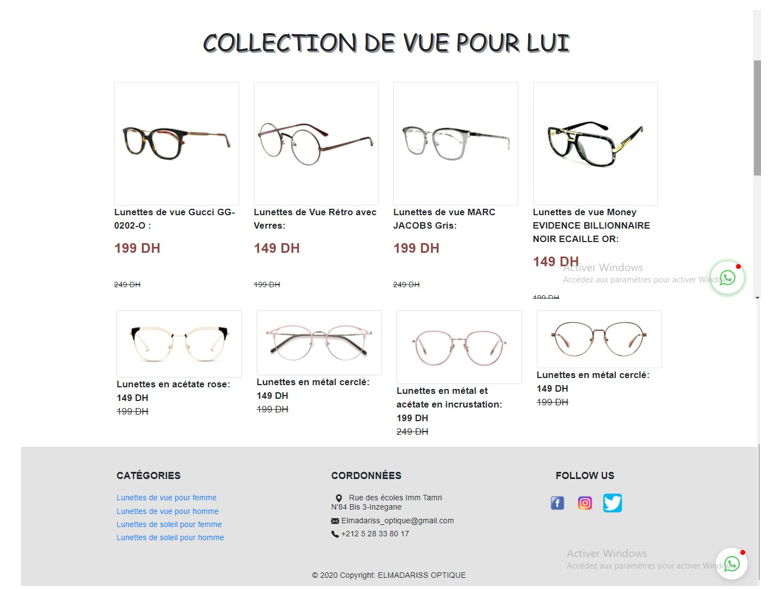 COLLECTION DE VUE POUR LUI
Lunettes de vue Gucci GG-
0202-O :
199 DH
249 DH
Lunettes de Vue Rétro avec
Verres:
149 DH
199 DH
Lunettes de vue MARC
JACOBS Gris:
199 DH
249 DH
Lunettes de vue Money
EVIDENCE BILLIONNAIRE
NOIR ECAILLE OR:
149 DH
199 DH
Activer Windows
Accédez aux paramètres pour activer Windo
Lunettes en acétate rose:
149 DH
199 DH
Lunettes en métal cerclé:
149 DH
199 DH
Lunettes en métal et
acétate en incrustation:
199 DH
249 DH
Lunettes en métal cerclé:
149 DH
199 DH
CATÉGORIES
Lunettes de vue pour femme
Lunettes de vue pour homme
Lunettes de soleil pour femme
Lunettes de soleil pour homme
CORDONNÉES
Rue des écoles Imm Tamri
N'84 Bis 3-Inzegane
Elmadariss_optique@gmail.com
+212 5 28 33 80 17
FOLLOW US
Activer Windows
Accédez aux paramètres pour activer Windo
© 2020 Copyright: ELMADARISS OPTIQUE